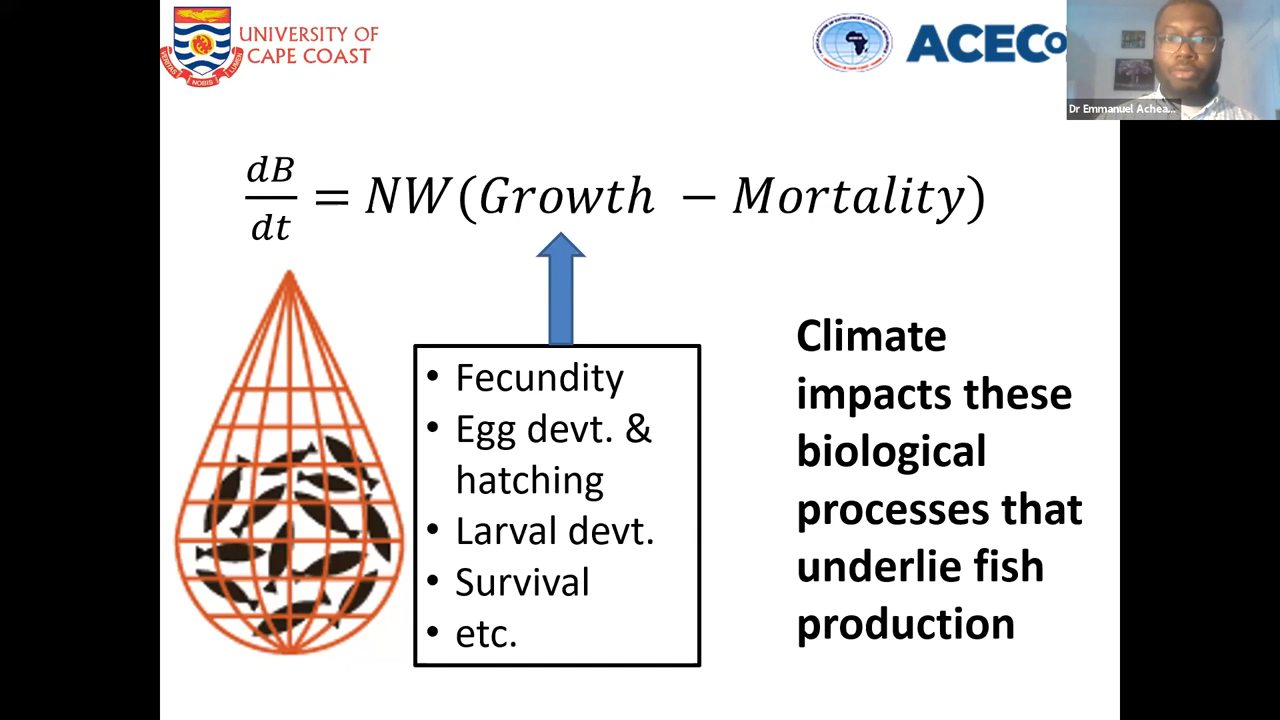 UNIVERSITY OF
CAPE COAST
ACECo
Dr Emmanuel Achea...
dB/dt = NW(Growth − Mortality)
• Fecundity
• Egg devt. &
hatching
• Larval devt.
• Survival
• etc.
Climate
impacts these
biological
processes that
underlie fish
production